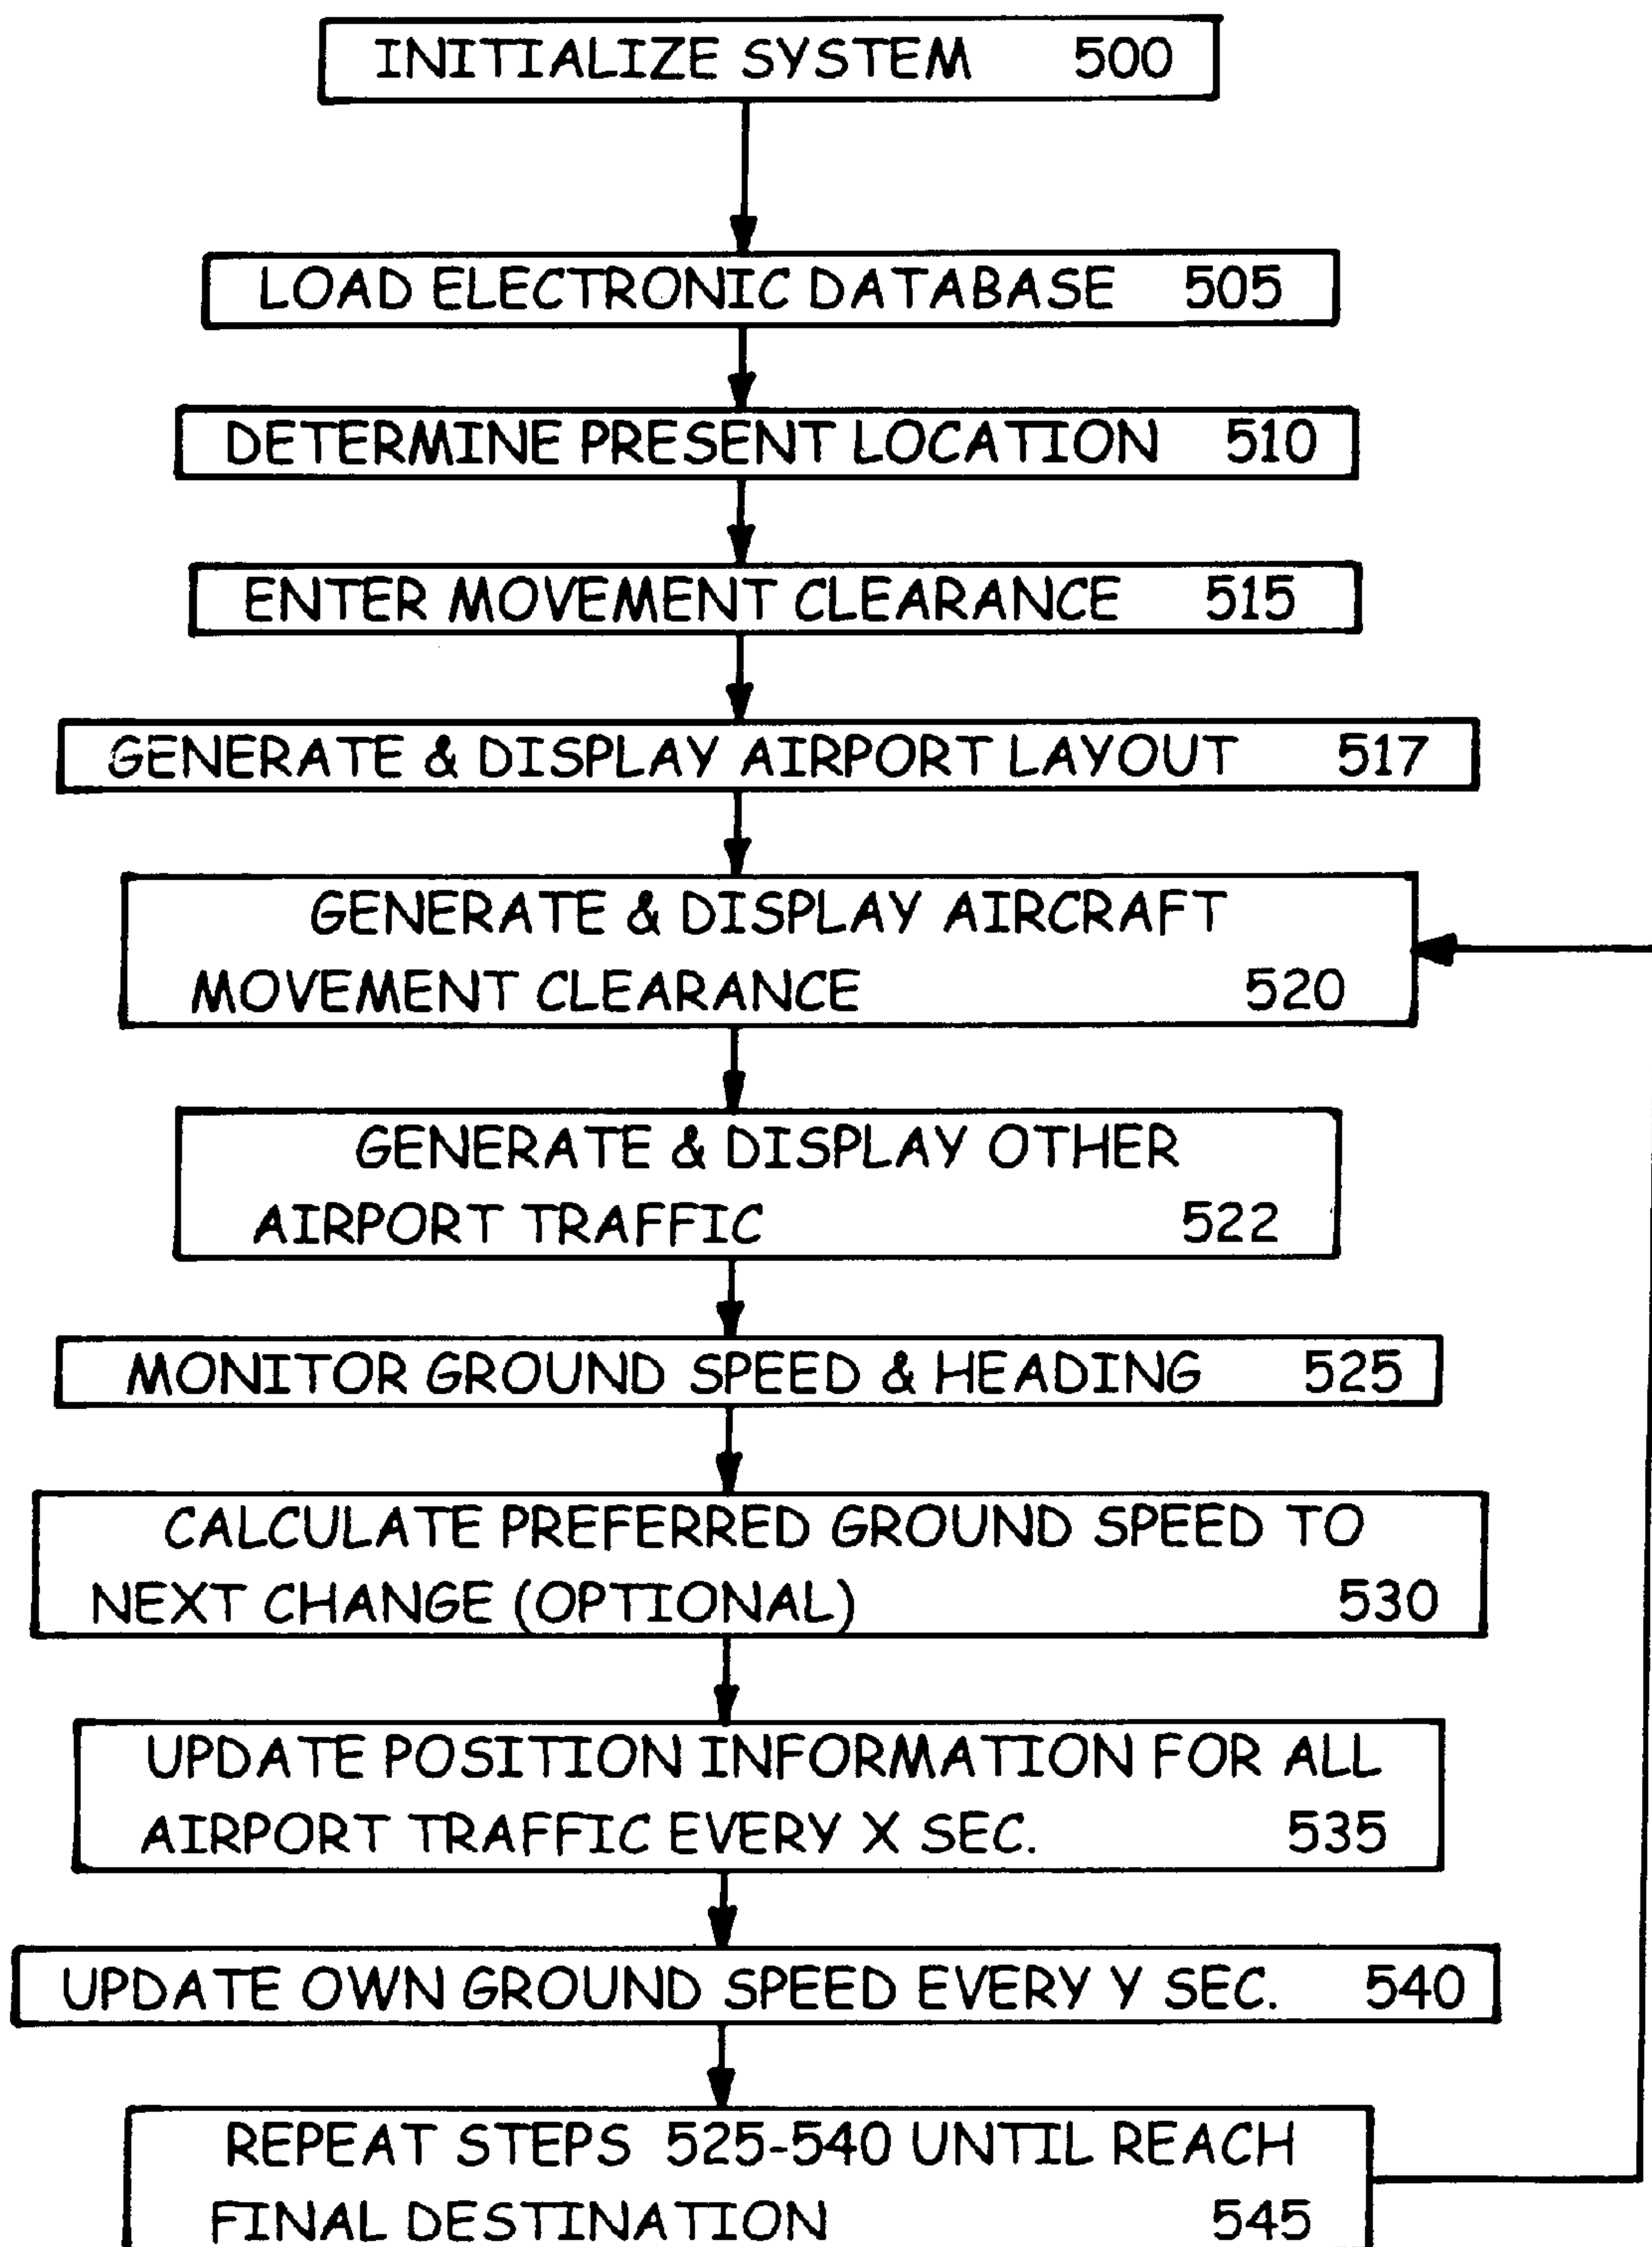 INITIALIZE SYSTEM 500
LOAD ELECTRONIC DATABASE 505
DETERMINE PRESENT LOCATION 510
ENTER MOVEMENT CLEARANCE 515
GENERATE & DISPLAY AIRPORT LAYOUT 517
GENERATE & DISPLAY AIRCRAFT
MOVEMENT CLEARANCE 520
GENERATE & DISPLAY OTHER
AIRPORT TRAFFIC 522
MONITOR GROUND SPEED & HEADING 525
CALCULATE PREFERRED GROUND SPEED TO
NEXT CHANGE (OPTIONAL) 530
UPDATE POSITION INFORMATION FOR ALL
AIRPORT TRAFFIC EVERY X SEC. 535
UPDATE OWN GROUND SPEED EVERY Y SEC. 540
REPEAT STEPS 525-540 UNTIL REACH
FINAL DESTINATION 545